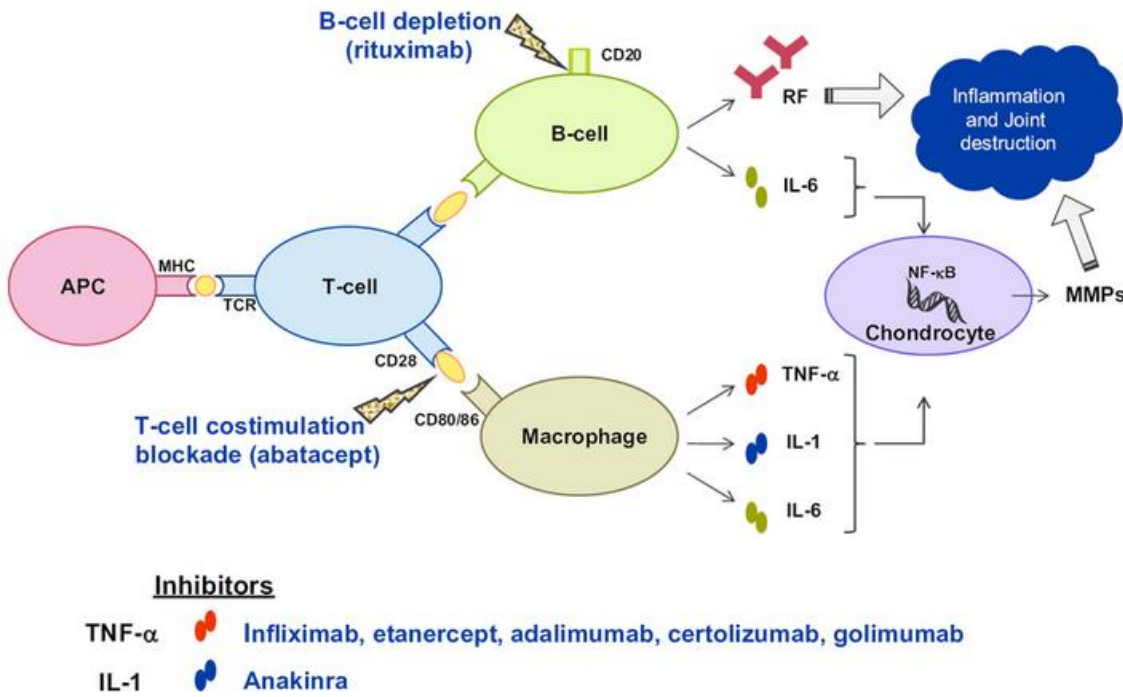 B-cell depletion
(rituximab)
CD20
B-cell
RF
IL-6
Inflammation
and Joint
destruction
APC
MHC
TCR
T-cell
NF-κB
Chondrocyte
MMPs
CD28
CD80/86
T-cell costimulation
blockade (abatacept)
Macrophage
TNF-α
IL-1
IL-6
Inhibitors
TNF-α Infliximab, etanercept, adalimumab, certolizumab, golimumab
IL-1 Anakinra